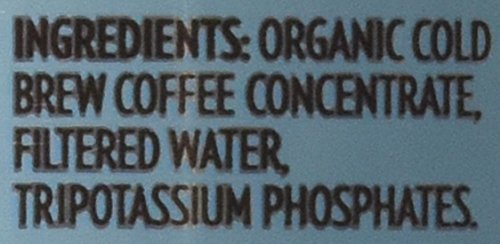 INGREDIENTS: ORGANIC COLD
BREW COFFEE CONCENTRATE,
FILTERED WATER,
TRIPOTASSIUM PHOSPHATES.